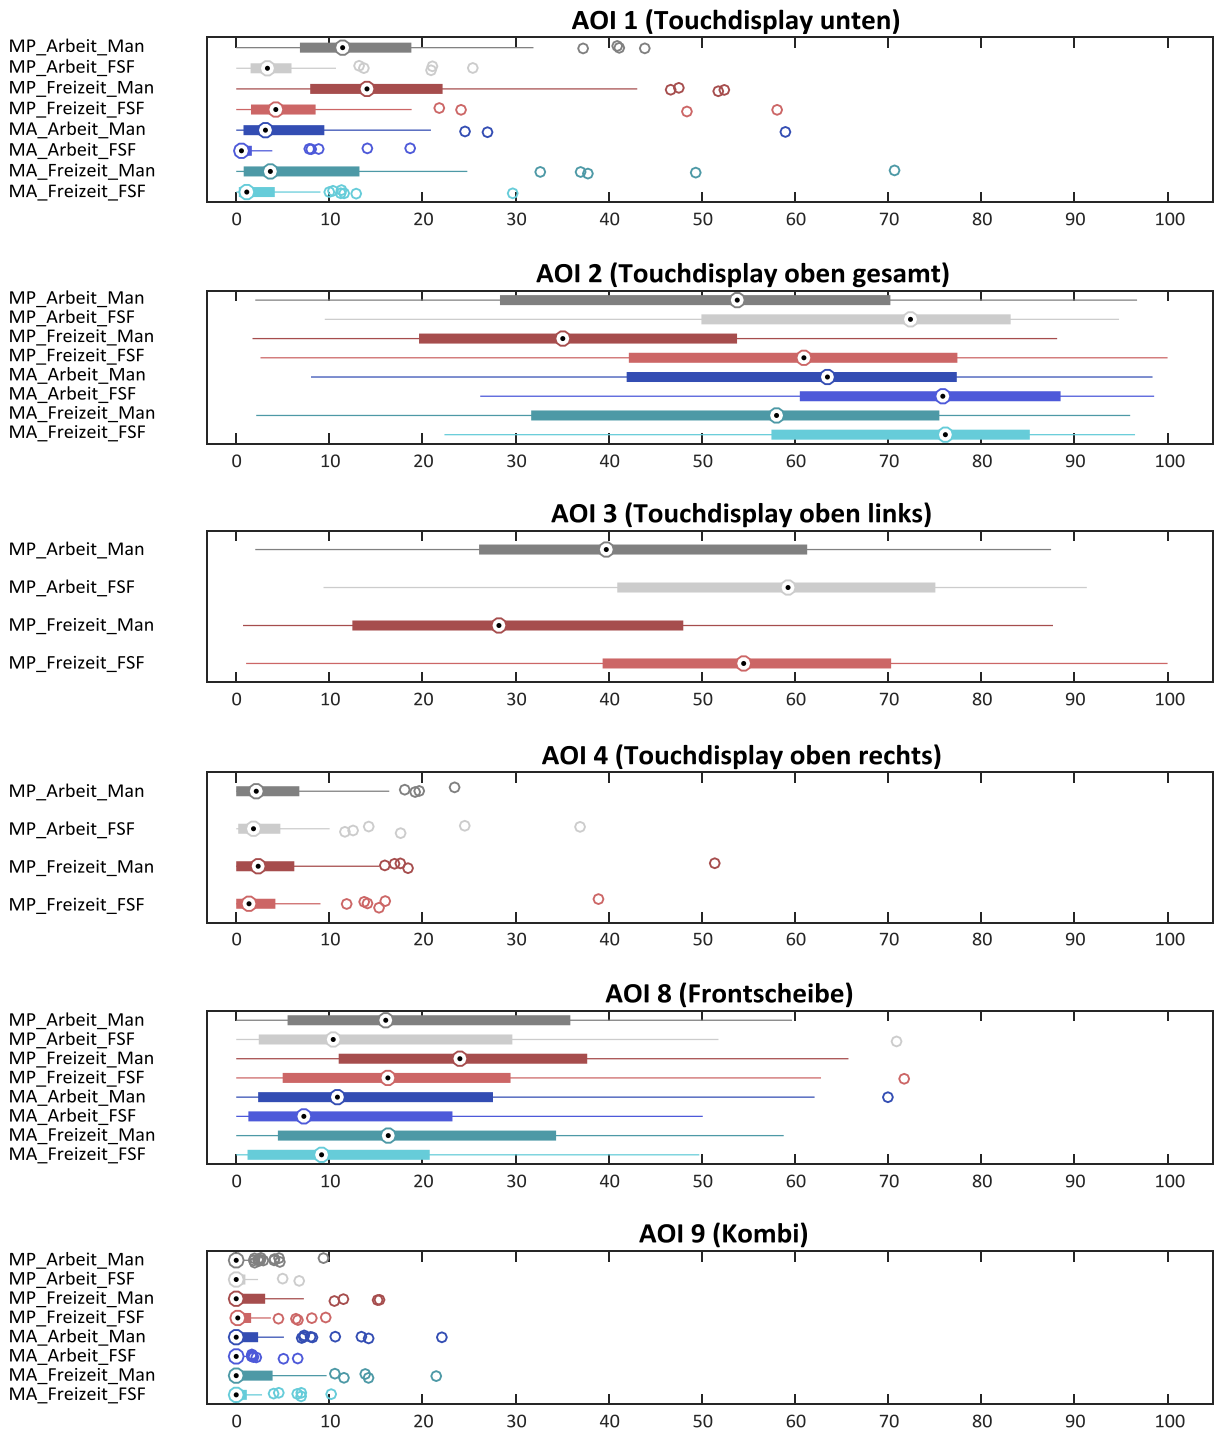 AOI 1 (Touchdisplay unten)
MP_Arbeit_Man
MP_Arbeit_FSF
MP_Freizeit_Man
MP_Freizeit_FSF
MA_Arbeit_Man
MA_Arbeit_FSF
MA_Freizeit_Man
MA_Freizeit_FSF
0 10 20 30 40 50 60 70 80 90 100
AOI 2 (Touchdisplay oben gesamt)
MP_Arbeit_Man
MP_Arbeit_FSF
MP_Freizeit_Man
MP_Freizeit_FSF
MA_Arbeit_Man
MA_Arbeit_FSF
MA_Freizeit_Man
MA_Freizeit_FSF
0 10 20 30 40 50 60 70 80 90 100
AOI 3 (Touchdisplay oben links)
MP_Arbeit_Man
MP_Arbeit_FSF
MP_Freizeit_Man
MP_Freizeit_FSF
0 10 20 30 40 50 60 70 80 90 100
AOI 4 (Touchdisplay oben rechts)
MP_Arbeit_Man
MP_Arbeit_FSF
MP_Freizeit_Man
MP_Freizeit_FSF
0 10 20 30 40 50 60 70 80 90 100
AOI 8 (Frontscheibe)
MP_Arbeit_Man
MP_Arbeit_FSF
MP_Freizeit_Man
MP_Freizeit_FSF
MA_Arbeit_Man
MA_Arbeit_FSF
MA_Freizeit_Man
MA_Freizeit_FSF
0 10 20 30 40 50 60 70 80 90 100
AOI 9 (Kombi)
MP_Arbeit_Man
MP_Arbeit_FSF
MP_Freizeit_Man
MP_Freizeit_FSF
MA_Arbeit_Man
MA_Arbeit_FSF
MA_Freizeit_Man
MA_Freizeit_FSF
0 10 20 30 40 50 60 70 80 90 100